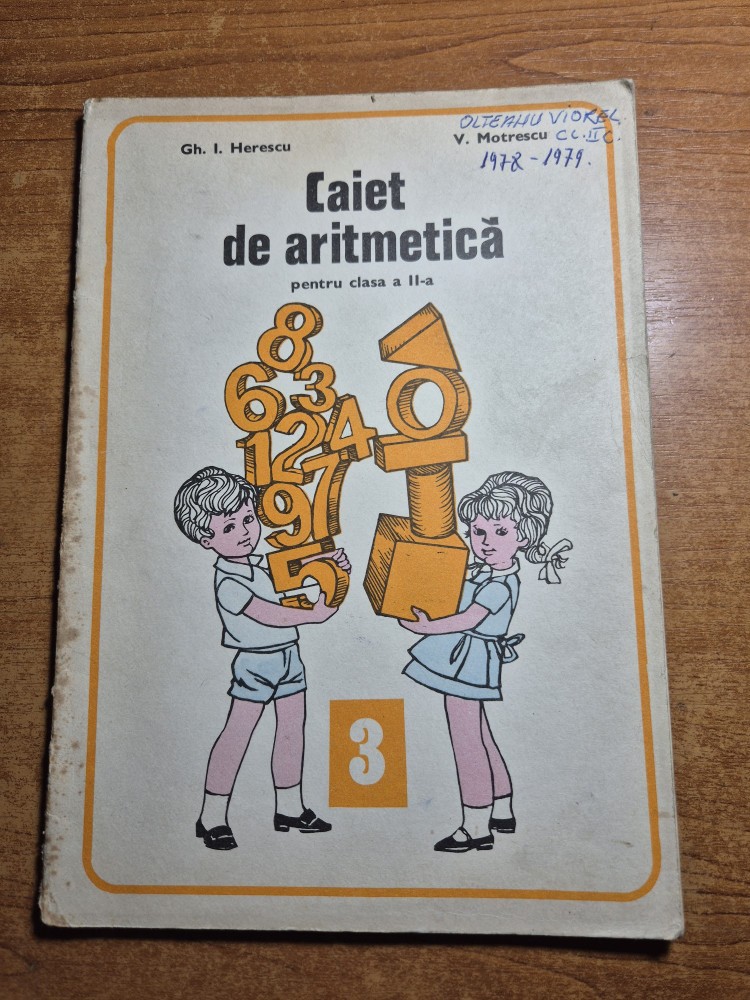 OLTEANU VIOREL.
Gh. I. Herescu
V. Motrescu CL. II C.
1978 - 1979.
Caiet
de aritmetică
pentru clasa a II-a
8
6 3
1 2 4
9 7
5
3